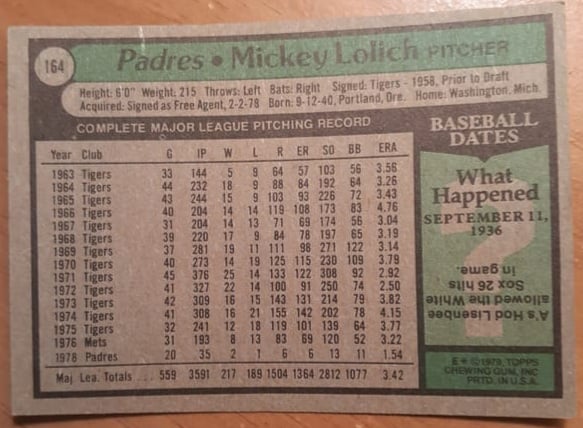 164
Padres • Mickey Lolich PITCHER
Height: 6'0" Weight: 215 Throws: Left Bats: Right Signed: Tigers - 1958, Prior to Draft
Acquired: Signed as Free Agent, 2-2-78 Born: 9-12-40, Portland, Ore. Home: Washington, Mich.
COMPLETE MAJOR LEAGUE PITCHING RECORD
Year Club G IP W L R ER SO BB ERA
1963 Tigers 33 144 5 9 64 57 103 56 3.56
1964 Tigers 44 232 18 9 88 84 192 64 3.26
1965 Tigers 43 244 15 9 103 93 226 72 3.43
1966 Tigers 40 204 14 14 119 108 173 83 4.76
1967 Tigers 31 204 14 13 71 69 174 56 3.04
1968 Tigers 39 220 17 9 84 78 197 65 3.19
1969 Tigers 37 281 19 11 111 98 271 122 3.14
1970 Tigers 40 273 14 19 125 115 230 109 3.79
1971 Tigers 45 376 25 14 133 122 308 92 2.92
1972 Tigers 41 327 22 14 100 91 250 74 2.50
1973 Tigers 42 309 16 15 143 131 214 79 3.82
1974 Tigers 41 308 16 21 155 142 202 78 4.15
1975 Tigers 32 241 12 18 119 101 139 64 3.77
1976 Mets 31 193 8 13 83 69 120 52 3.22
1978 Padres 20 35 2 1 6 6 13 11 1.54
Maj. Lea. Totals . . . . 559 3591 217 189 1504 1364 2812 1077 3.42
BASEBALL
DATES
What
Happened
SEPTEMBER 11,
1936
?
A's Hod Lisenbee
allowed the White
Sox 26 hits
in game.
E* © 1979 TOPPS
CHEWING GUM, INC
PRTD. IN U.S.A.